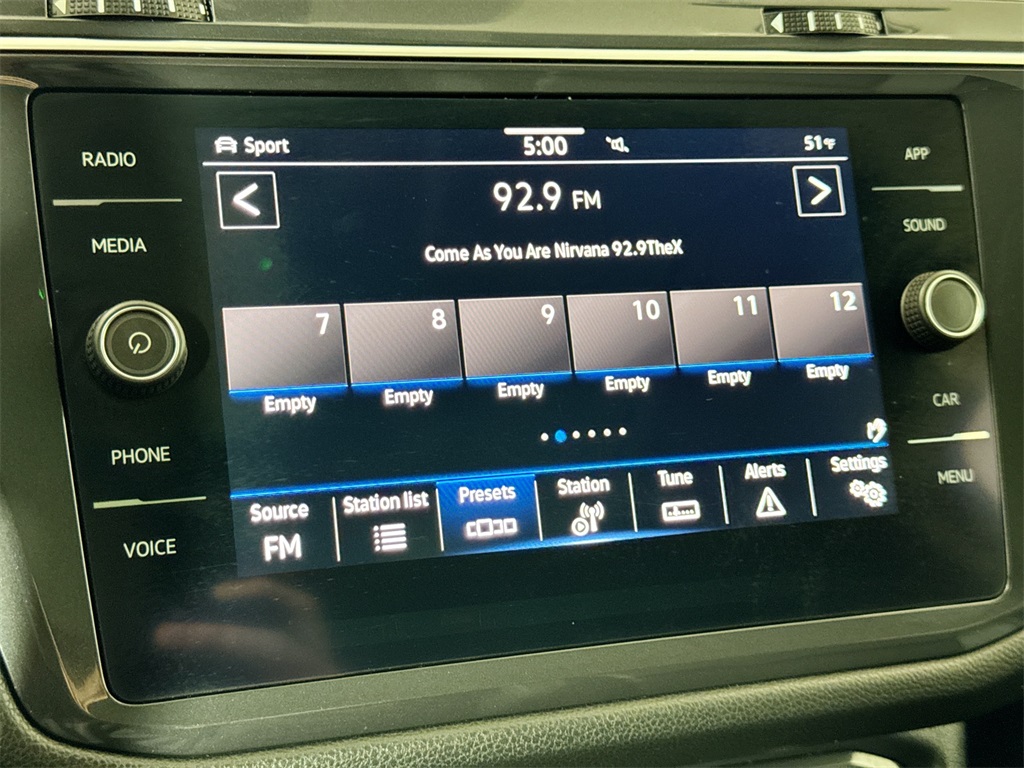 RADIO
MEDIA
PHONE
VOICE
Sport 5:00 51°F
< 92.9 FM >
Come As You Are Nirvana 92.9TheX
7 8 9 10 11 12
Empty Empty Empty Empty Empty Empty
Source Station list Presets Station Tune Alerts Settings
FM
APP
SOUND
CAR
MENU